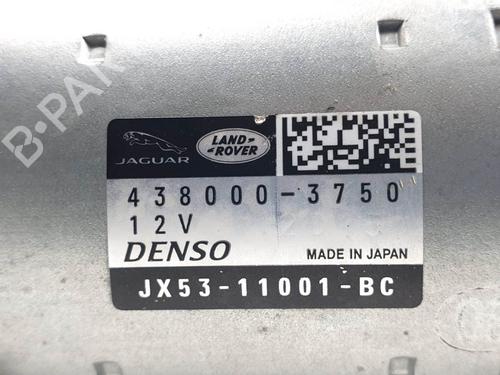 B-PAR
JAGUAR
LAND-
ROVER
438000-3750
12V
DENSO
MADE IN JAPAN
JX53-11001-BC